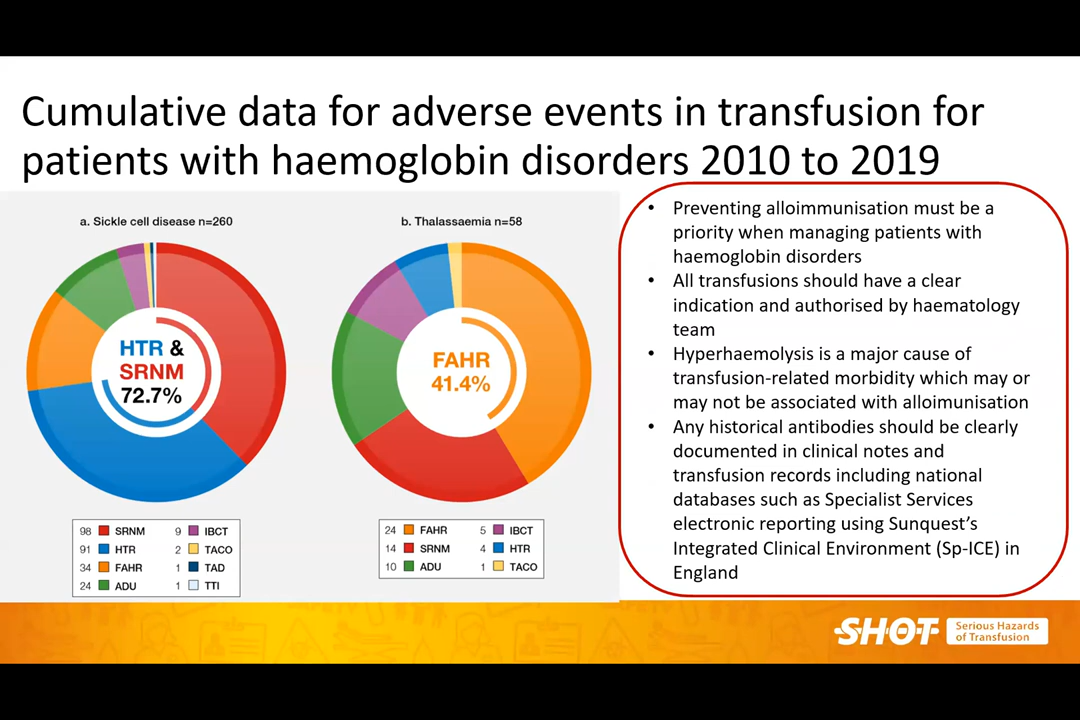 Cumulative data for adverse events in transfusion for
patients with haemoglobin disorders 2010 to 2019
a. Sickle cell disease n=260
HTR &
SRNM
72.7%
98 SRNM 9 IBCT
91 HTR 2 TACO
34 FAHR 1 TAD
24 ADU 1 TTI
b. Thalassaemia n=58
FAHR
41.4%
24 FAHR 5 IBCT
14 SRNM 4 HTR
10 ADU 1 TACO
• Preventing alloimmunisation must be a
priority when managing patients with
haemoglobin disorders
• All transfusions should have a clear
indication and authorised by haematology
team
• Hyperhaemolysis is a major cause of
transfusion-related morbidity which may or
may not be associated with alloimunisation
• Any historical antibodies should be clearly
documented in clinical notes and
transfusion records including national
databases such as Specialist Services
electronic reporting using Sunquest’s
Integrated Clinical Environment (Sp-ICE) in
England
SHOT
Serious Hazards
of Transfusion